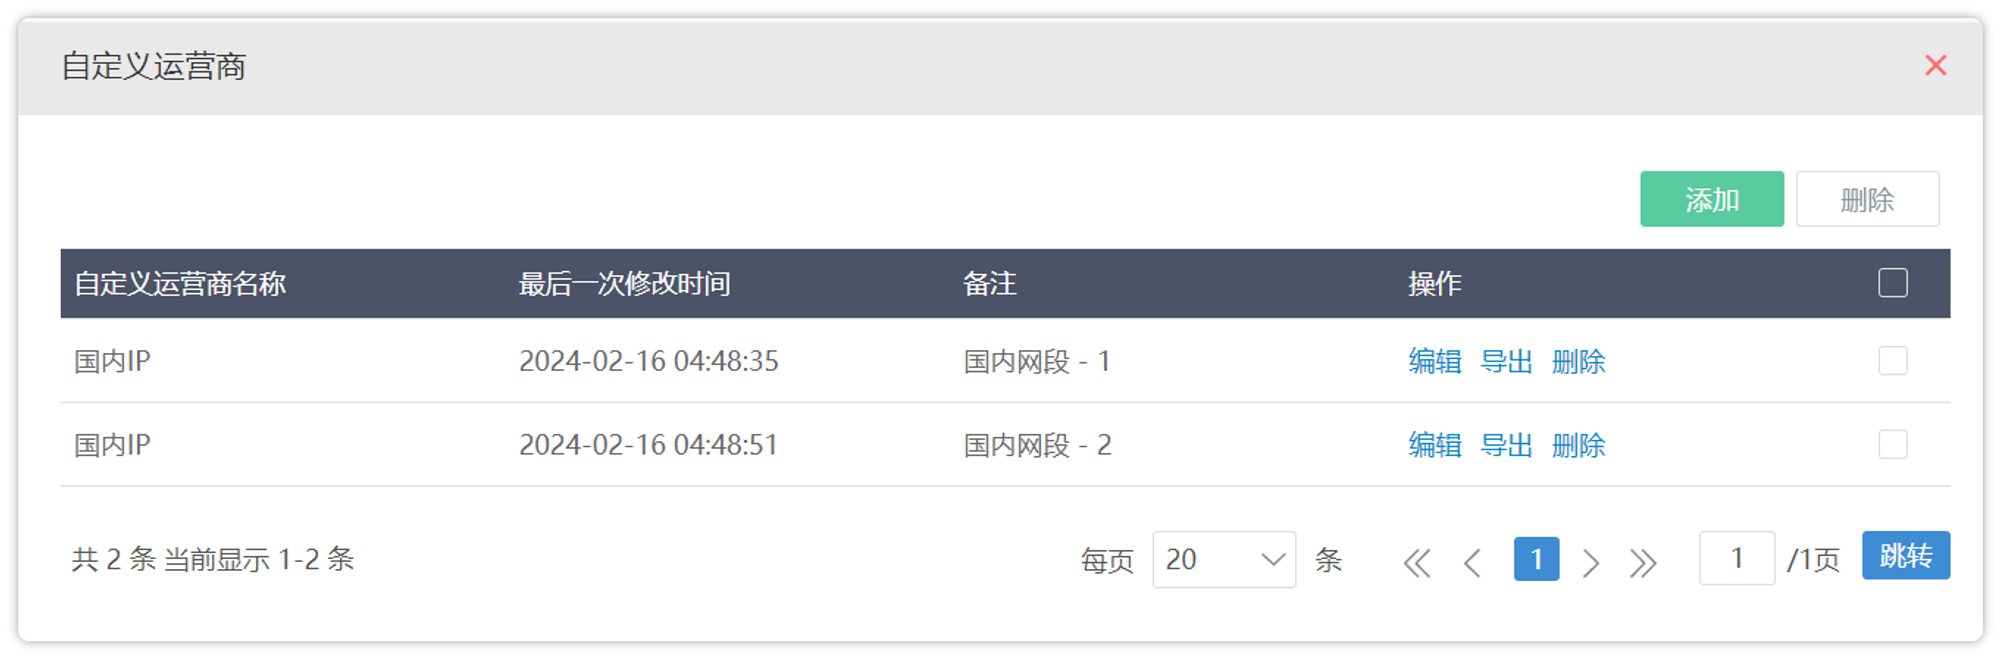 自定义运营商
添加 删除
自定义运营商名称 最后一次修改时间 备注 操作
国内IP 2024-02-16 04:48:35 国内网段 - 1 编辑 导出 删除
国内IP 2024-02-16 04:48:51 国内网段 - 2 编辑 导出 删除
共 2 条 当前显示 1-2 条 每页 20 条 1 1 /1页 跳转